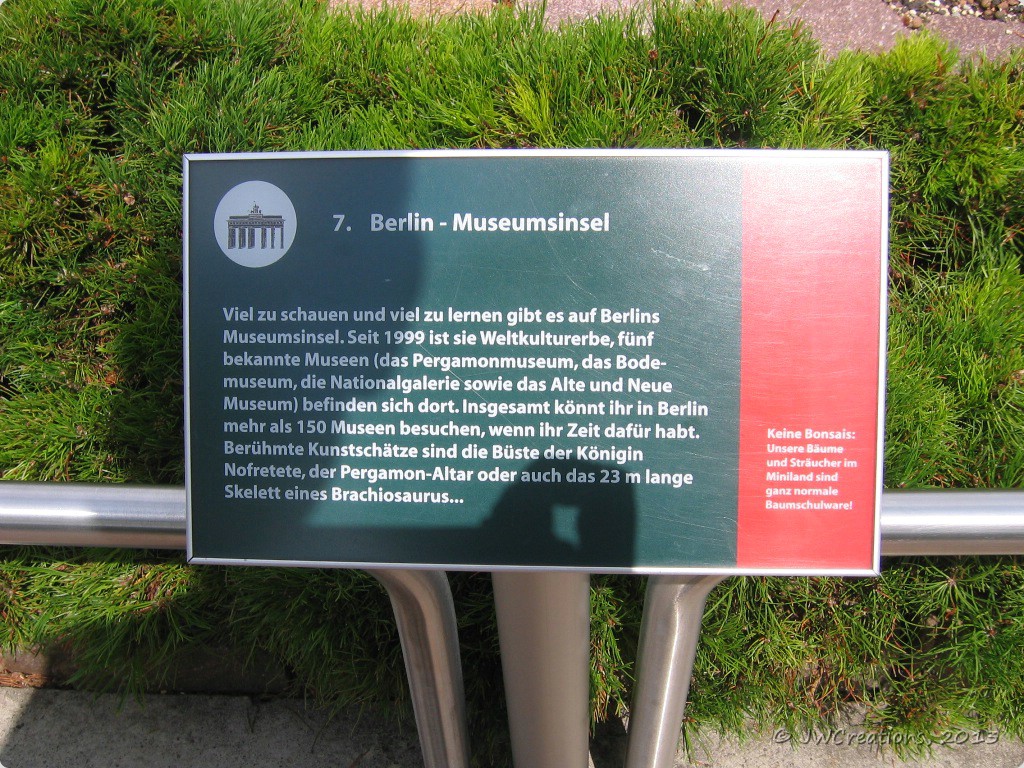 7. Berlin - Museumsinsel
Viel zu schauen und viel zu lernen gibt es auf Berlins
Museumsinsel. Seit 1999 ist sie Weltkulturerbe, fünf
bekannte Museen (das Pergamonmuseum, das Bode-
museum, die Nationalgalerie sowie das Alte und Neue
Museum) befinden sich dort. Insgesamt könnt ihr in Berlin
mehr als 150 Museen besuchen, wenn ihr Zeit dafür habt.
Berühmte Kunstschätze sind die Büste der Königin
Nofretete, der Pergamon-Altar oder auch das 23 m lange
Skelett eines Brachiosaurus...
Keine Bonsais:
Unsere Bäume
und Sträucher im
Miniland sind
ganz normale
Baumschulware!
© JWCreations, 2013